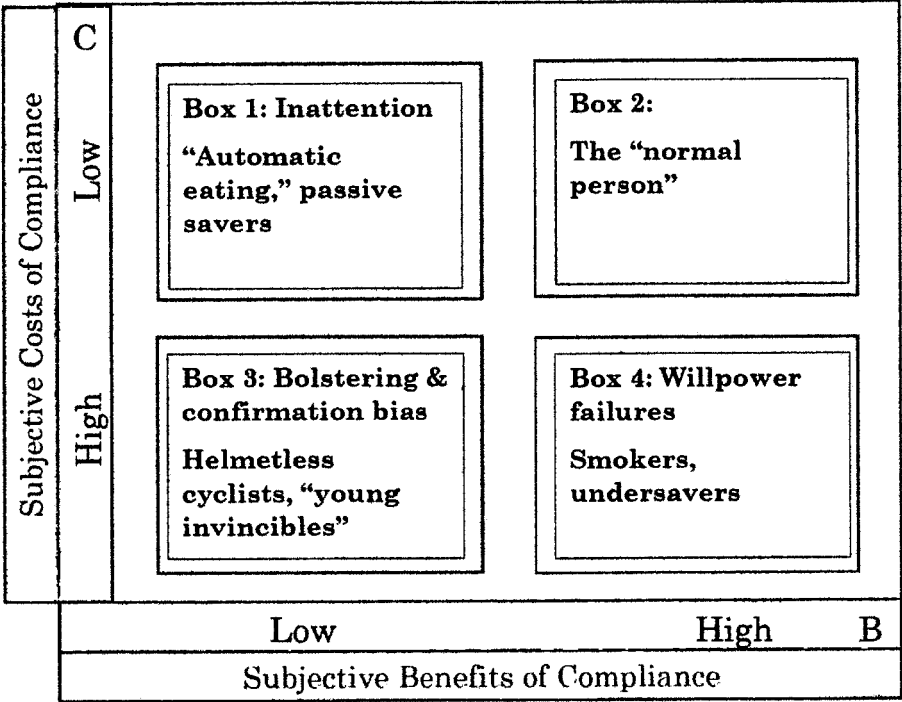 Subjective Costs of Compliance
C
Low
High
Box 1: Inattention
“Automatic
eating,” passive
savers
Box 2:
The “normal
person”
Box 3: Bolstering &
confirmation bias
Helmetless
cyclists, “young
invincibles”
Box 4: Willpower
failures
Smokers,
undersavers
Low
High
B
Subjective Benefits of Compliance